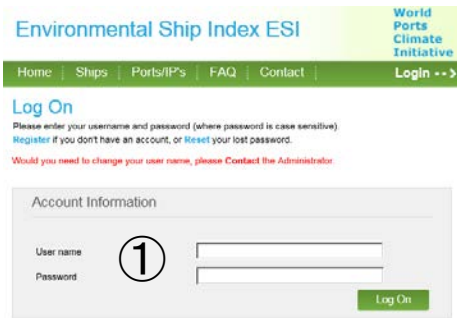 Environmental Ship Index ESI
World
Ports
Climate
Initiative
Home | Ships | Ports/IP's | FAQ | Contact |
Login -->
Log On
Please enter your username and password (where password is case sensitive)
Register if you don't have an account, or Reset your lost password.
Would you need to change your user name, please Contact the Administrator
Account Information
User name
①
Password
Log On